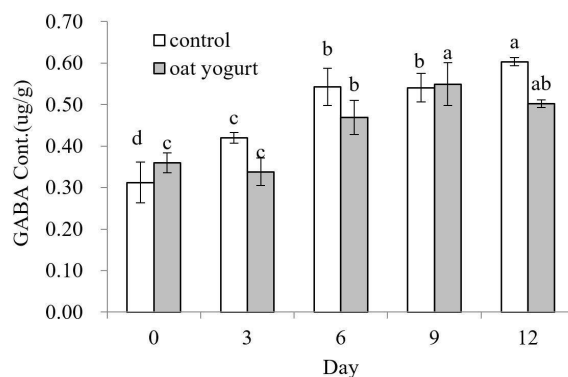 0.70
0.60
0.50
0.40
0.30
0.20
0.10
0.00
GABA Cont.(ug/g)
control
oat yogurt
d
c
c
c
b
b
b
a
a
ab
0
3
6
9
12
Day